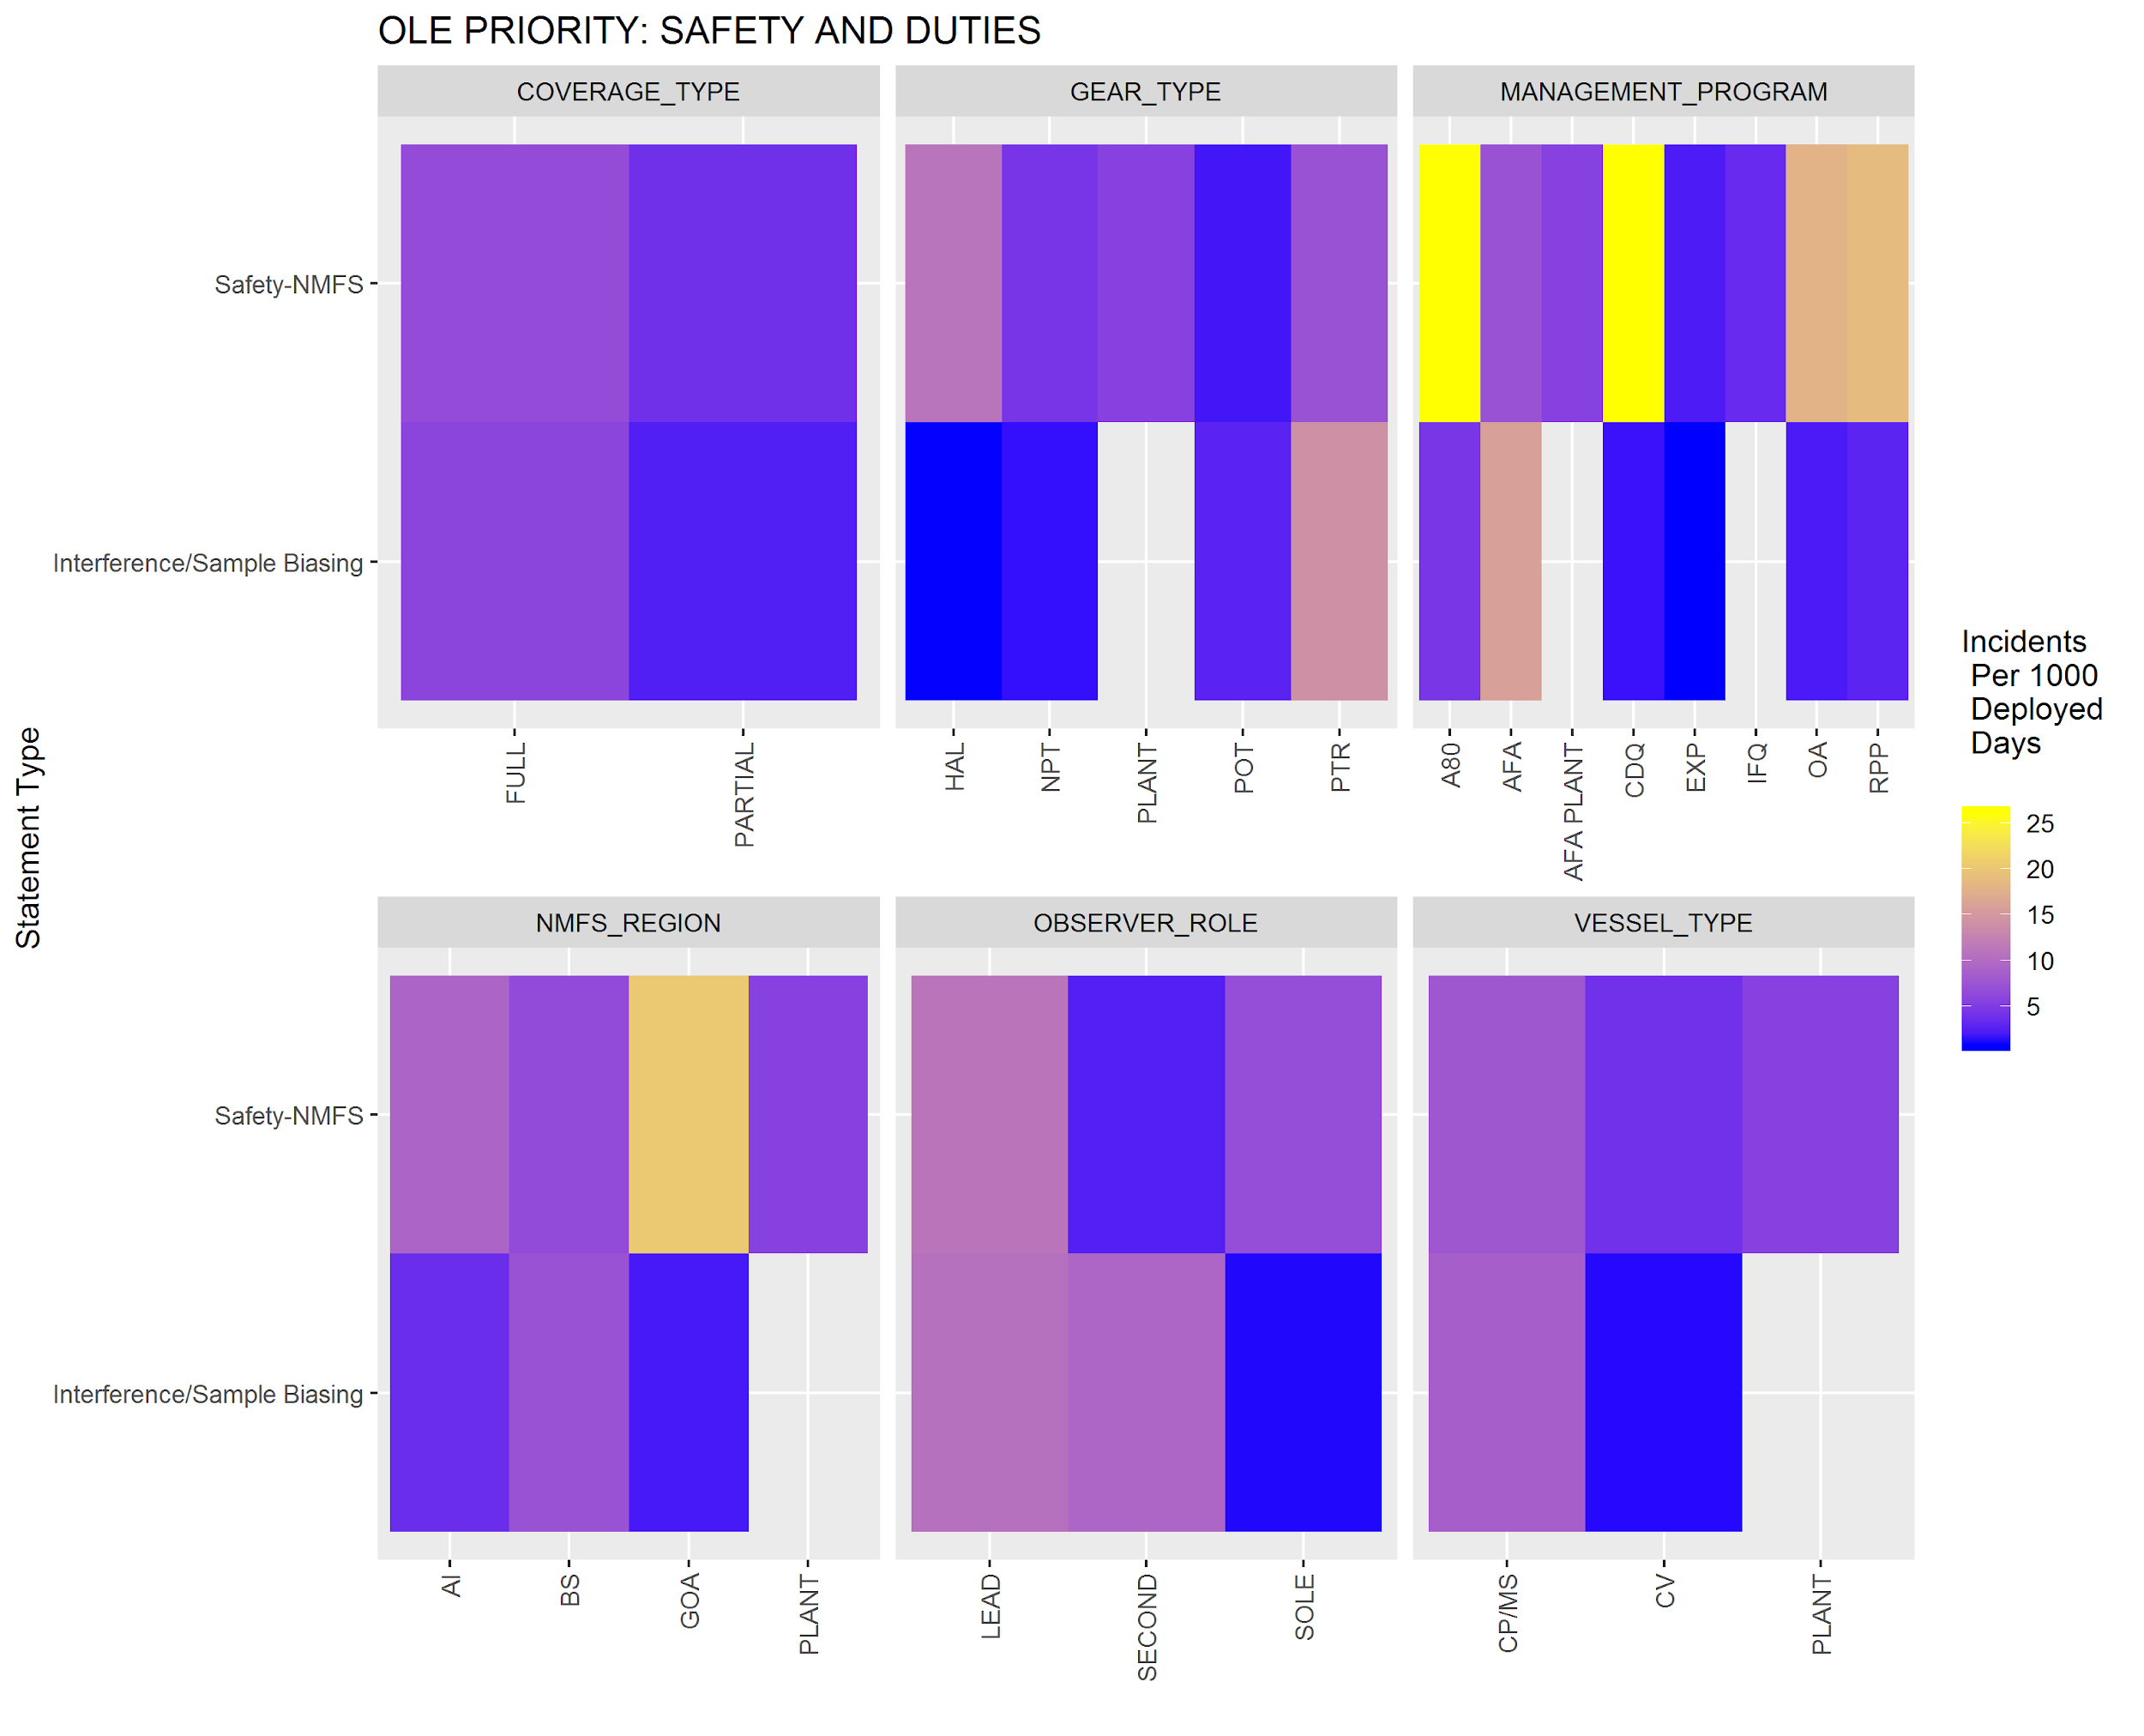 OLE PRIORITY: SAFETY AND DUTIES
COVERAGE_TYPE
GEAR_TYPE
MANAGEMENT_PROGRAM
Safety-NMFS
Interference/Sample Biasing
FULL
PARTIAL
HAL
NPT
PLANT
POT
PTR
A80
AFA
AFA PLANT
CDQ
EXP
IFQ
OA
RPP
Statement Type
NMFS_REGION
OBSERVER_ROLE
VESSEL_TYPE
Safety-NMFS
Interference/Sample Biasing
AI
BS
GOA
PLANT
LEAD
SECOND
SOLE
CP/MS
CV
PLANT
Incidents
Per 1000
Deployed
Days
25
20
15
10
5